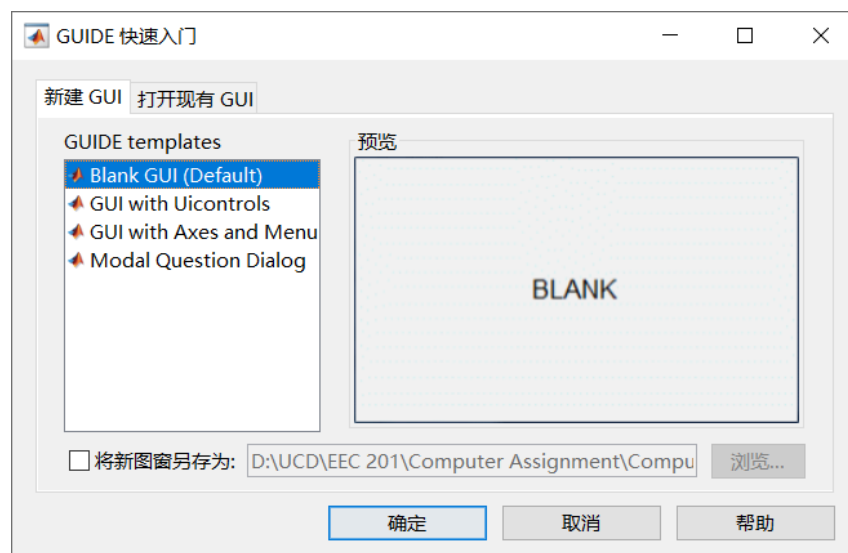 GUIDE 快速入门
新建 GUI 打开现有 GUI
GUIDE templates
Blank GUI (Default)
GUI with Uicontrols
GUI with Axes and Menu
Modal Question Dialog
预览
BLANK
将新图窗另存为: D:\UCD\EEC 201\Computer Assignment\Compu 浏览...
确定 取消 帮助